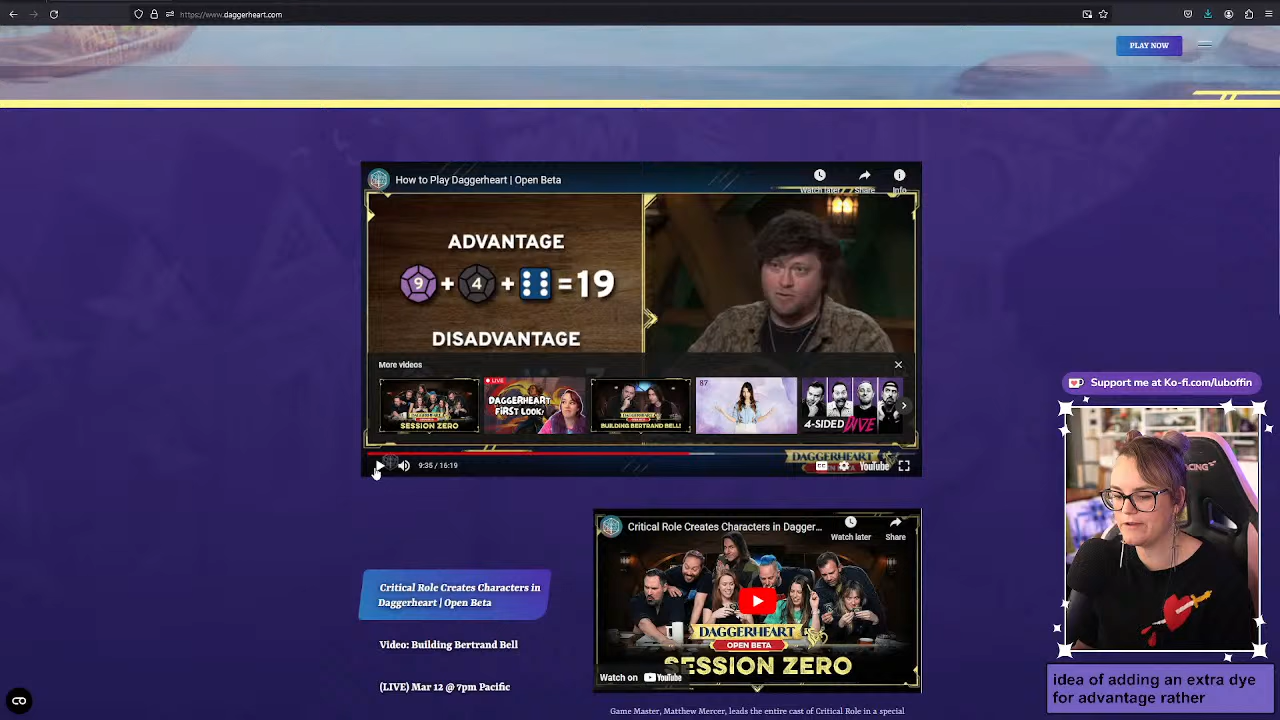 https://www.daggerheart.com
PLAY NOW
How to Play Daggerheart | Open Beta
Watch later
Share
Info
ADVANTAGE
9 + 4 + = 19
DISADVANTAGE
More videos
SESSION ZERO
LIVE
DAGGERHEART
FIRST LOOK!
BUILDING BERTRAND BELL!
87
4-SIDED DIVE
9:35 / 16:19
DAGGERHEART
CC
YouTube
Critical Role Creates Characters in Dagger...
Watch later
Share
Critical Role Creates Characters in
Daggerheart | Open Beta
DAGGERHEART
OPEN BETA
SESSION ZERO
Watch on YouTube
Video: Building Bertrand Bell
(LIVE) Mar 12 @ 7pm Pacific
Game Master, Matthew Mercer, leads the entire cast of Critical Role in a special
Support me at Ko-fi.com/luboffin
RACING
idea of adding an extra dye
for advantage rather